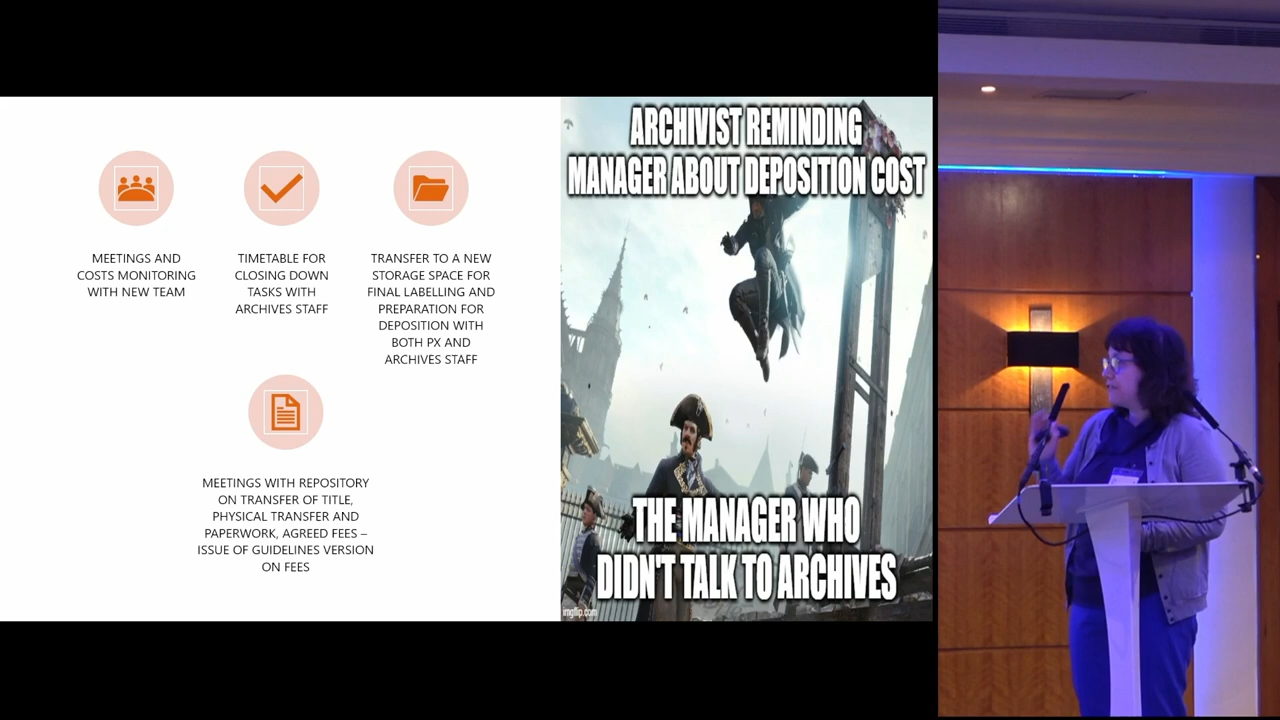 MEETINGS AND
COSTS MONITORING
WITH NEW TEAM
TIMETABLE FOR
CLOSING DOWN
TASKS WITH
ARCHIVES STAFF
TRANSFER TO A NEW
STORAGE SPACE FOR
FINAL LABELLING AND
PREPARATION FOR
DEPOSITION WITH
BOTH PX AND
ARCHIVES STAFF
MEETINGS WITH REPOSITORY
ON TRANSFER OF TITLE,
PHYSICAL TRANSFER AND
PAPERWORK, AGREED FEES –
ISSUE OF GUIDELINES VERSION
ON FEES
ARCHIVIST REMINDING
MANAGER ABOUT DEPOSITION COST
THE MANAGER WHO
DIDN'T TALK TO ARCHIVES
imgflip.com